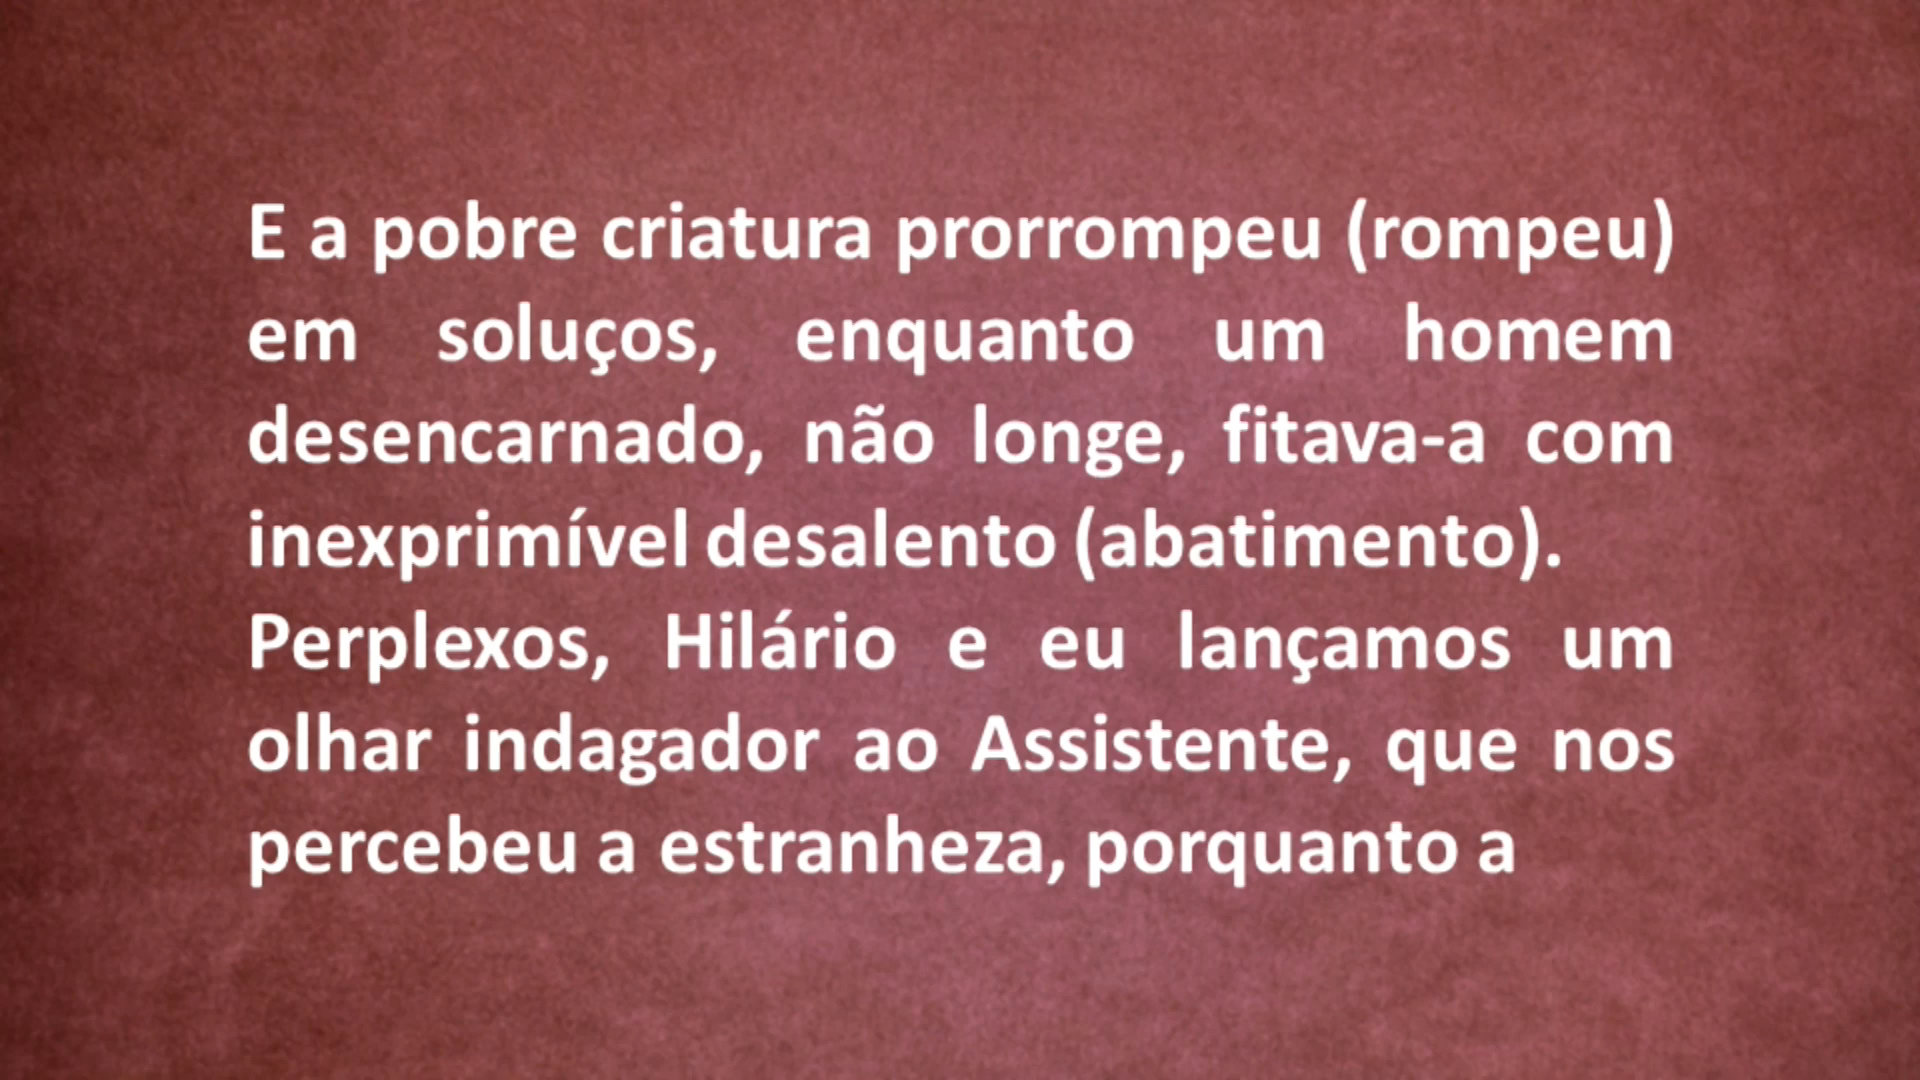 E a pobre criatura prorrompeu (rompeu)
em soluços, enquanto um homem
desencarnado, não longe, fitava-a com
inexprimível desalento (abatimento).
Perplexos, Hilário e eu lançamos um
olhar indagador ao Assistente, que nos
percebeu a estranheza, porquanto a